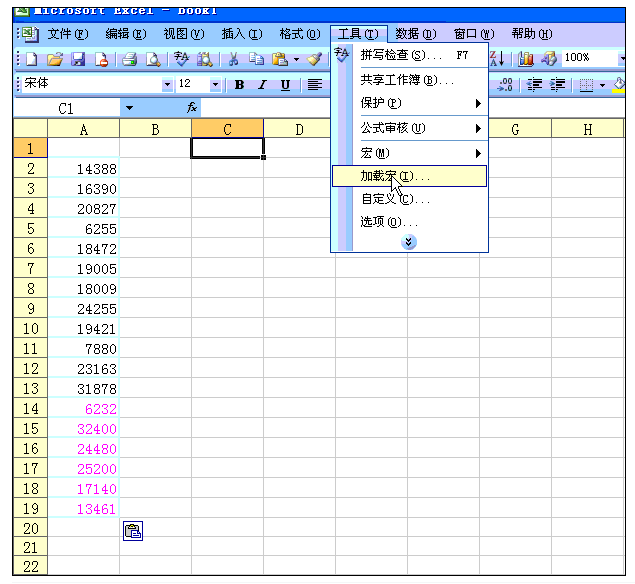 Microsoft Excel - Book1
文件(F) 编辑(E) 视图(V) 插入(I) 格式(O) 工具(T) 数据(D) 窗口(W) 帮助(H)
100%
宋体 12 B I U
C1 fx
拼写检查(S)... F7
共享工作簿(B)...
保护(P)
公式审核(U)
宏(M)
加载宏(I)...
自定义(C)...
选项(O)...
A B C D G H
1
2 14388
3 16390
4 20827
5 6255
6 18472
7 19005
8 18009
9 24255
10 19421
11 7880
12 23163
13 31878
14 6232
15 32400
16 24480
17 25200
18 17140
19 13461
20
21
22